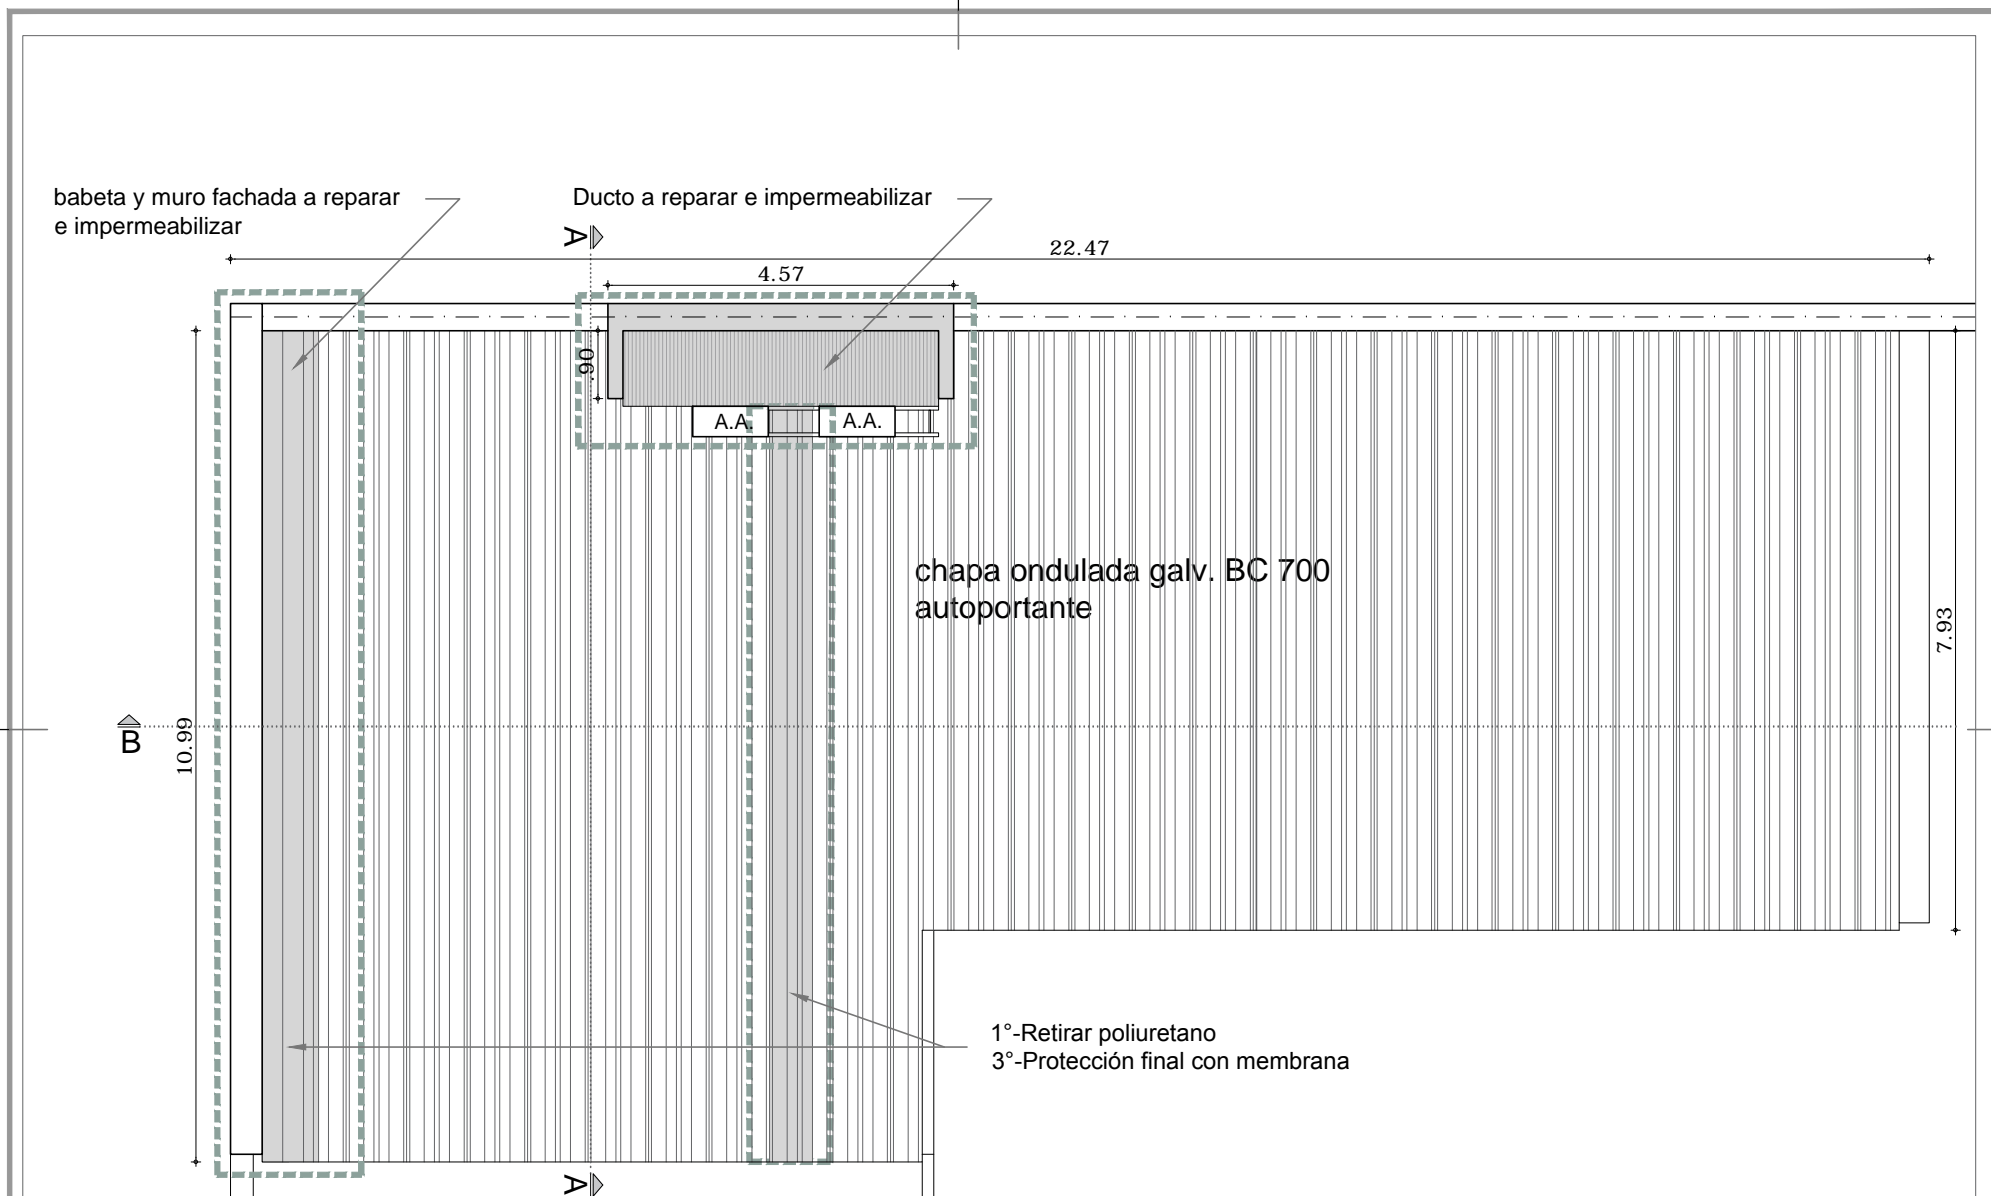 babeta y muro fachada a reparar
e impermeabilizar
Ducto a reparar e impermeabilizar
A
22.47
4.57
.90
A.A.
A.A.
chapa ondulada galv. BC 700
autoportante
7.93
B
10.99
1°-Retirar poliuretano
3°-Protección final con membrana
A